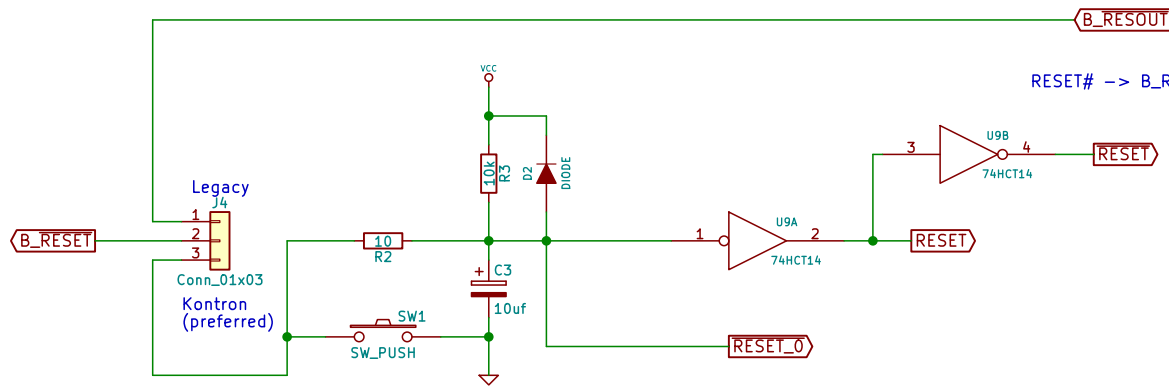 B_RESOUT
VCC
RESET# -> B_R
10k
R3
D2
DIODE
3
U9B
4
74HCT14
RESET
Legacy
J4
1
2
3
B_RESET
Conn_01x03
Kontron
(preferred)
10
R2
1
U9A
2
74HCT14
RESET
+
C3
10uf
SW1
SW_PUSH
RESET_0